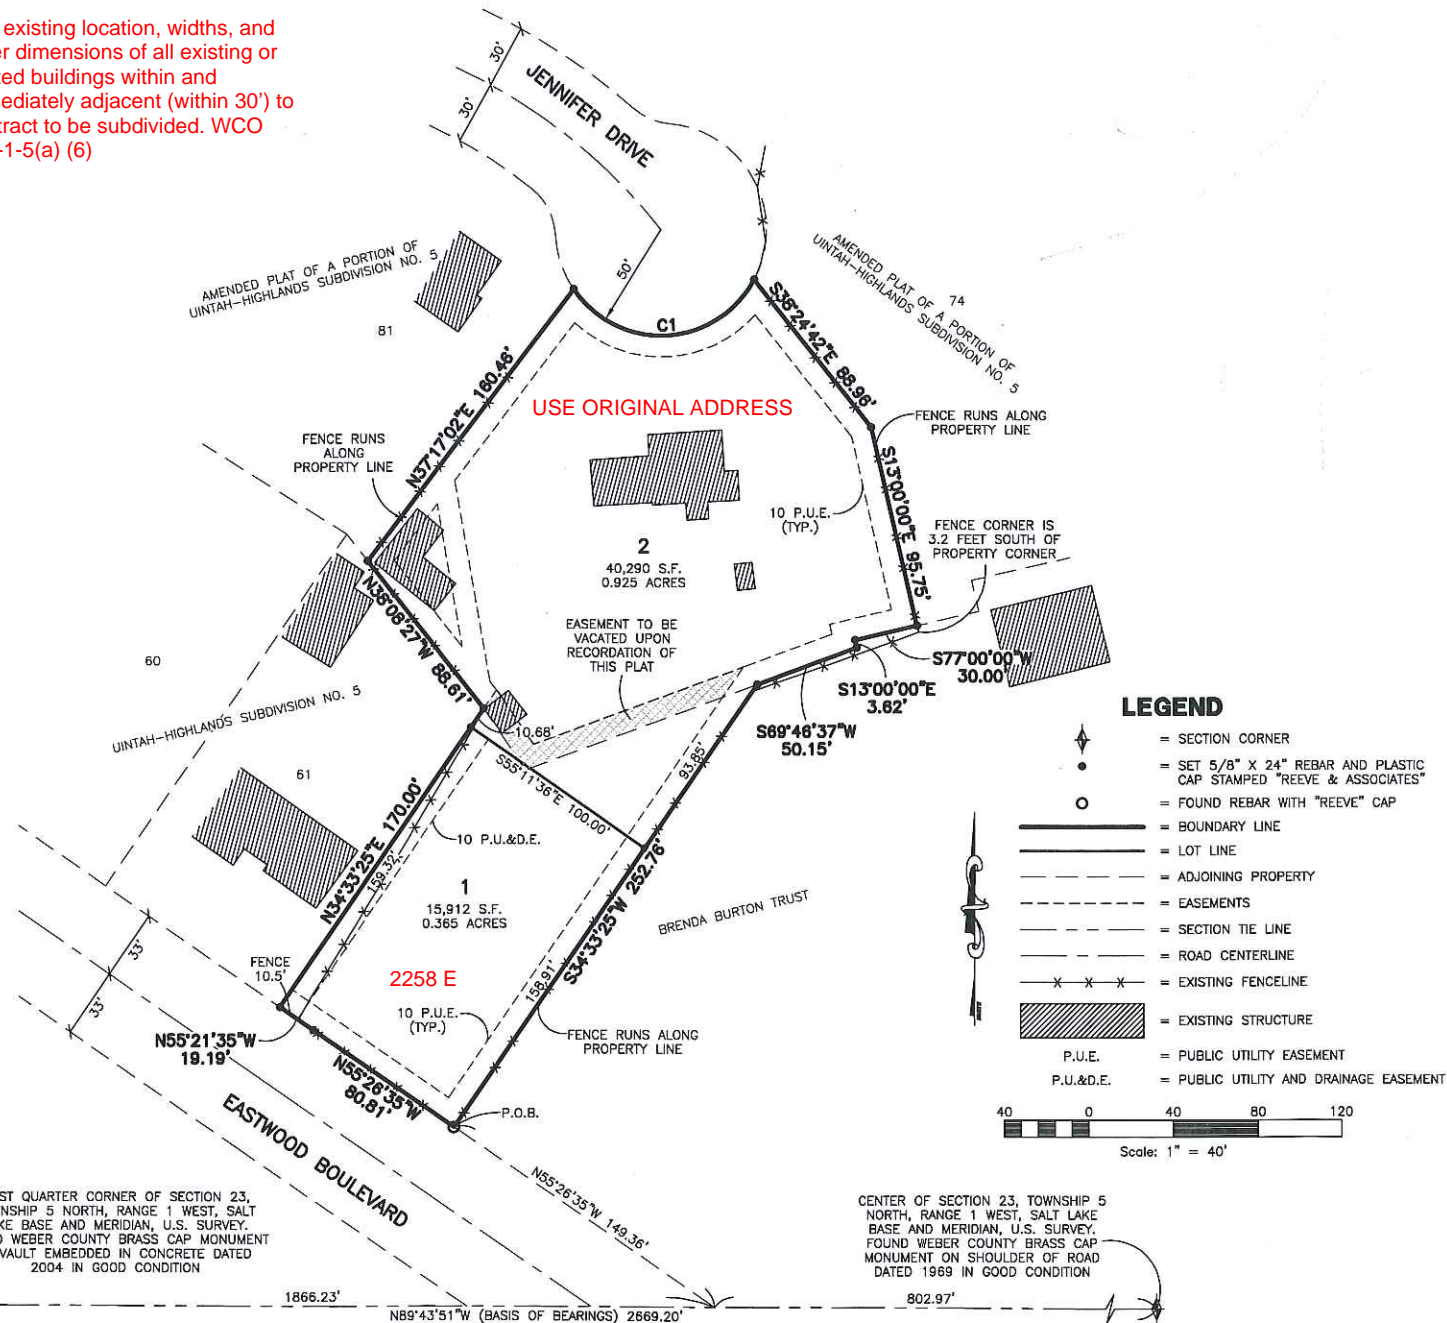 existing location, widths, and
er dimensions of all existing or
ted buildings within and
nediately adjacent (within 30') to
tract to be subdivided. WCO
-1-5(a) (6)
30'
30'
JENNIFER DRIVE
50'
AMENDED PLAT OF A PORTION OF
UINTAH-HIGHLANDS SUBDIVISION NO. 5
81
AMENDED PLAT OF A PORTION OF
UINTAH-HIGHLANDS SUBDIVISION NO. 5
74
C1
S38°24'42"E 88.96'
N37°17'02"E 160.46'
USE ORIGINAL ADDRESS
FENCE RUNS ALONG
PROPERTY LINE
FENCE RUNS
ALONG
PROPERTY LINE
S13°00'00"E 95.75'
10 P.U.E.
(TYP.)
FENCE CORNER IS
3.2 FEET SOUTH OF
PROPERTY CORNER
2
40,290 S.F.
0.925 ACRES
N38°08'27"W 88.61'
EASEMENT TO BE
VACATED UPON
RECORDATION OF
THIS PLAT
60
UINTAH-HIGHLANDS SUBDIVISION NO. 5
S77°00'00"W
30.00'
S13°00'00"E
3.62'
S69°46'37"W
50.15'
10.68'
S55°11'36"E 100.00'
93.85'
61
N34°33'25"E 170.00'
159.32'
10 P.U.&D.E.
1
15,912 S.F.
0.365 ACRES
S34°33'25"W 252.76'
158.91'
BRENDA BURTON TRUST
33'
33'
FENCE
10.5'
2258 E
10 P.U.E.
(TYP.)
FENCE RUNS ALONG
PROPERTY LINE
N55°21'35"W
19.19'
N55°26'35"W
80.81'
P.O.B.
EASTWOOD BOULEVARD
N55°26'35"W 149.36'
LEGEND
= SECTION CORNER
= SET 5/8" X 24" REBAR AND PLASTIC
CAP STAMPED "REEVE & ASSOCIATES"
= FOUND REBAR WITH "REEVE" CAP
= BOUNDARY LINE
= LOT LINE
= ADJOINING PROPERTY
= EASEMENTS
= SECTION TIE LINE
= ROAD CENTERLINE
= EXISTING FENCELINE
= EXISTING STRUCTURE
P.U.E. = PUBLIC UTILITY EASEMENT
P.U.&D.E. = PUBLIC UTILITY AND DRAINAGE EASEMENT
40 0 40 80 120
Scale: 1" = 40'
ST QUARTER CORNER OF SECTION 23,
NSHIP 5 NORTH, RANGE 1 WEST, SALT
KE BASE AND MERIDIAN, U.S. SURVEY.
D WEBER COUNTY BRASS CAP MONUMENT
VAULT EMBEDDED IN CONCRETE DATED
2004 IN GOOD CONDITION
CENTER OF SECTION 23, TOWNSHIP 5
NORTH, RANGE 1 WEST, SALT LAKE
BASE AND MERIDIAN, U.S. SURVEY.
FOUND WEBER COUNTY BRASS CAP
MONUMENT ON SHOULDER OF ROAD
DATED 1969 IN GOOD CONDITION
1866.23'
802.97'
N89°43'51"W (BASIS OF BEARINGS) 2669.20'